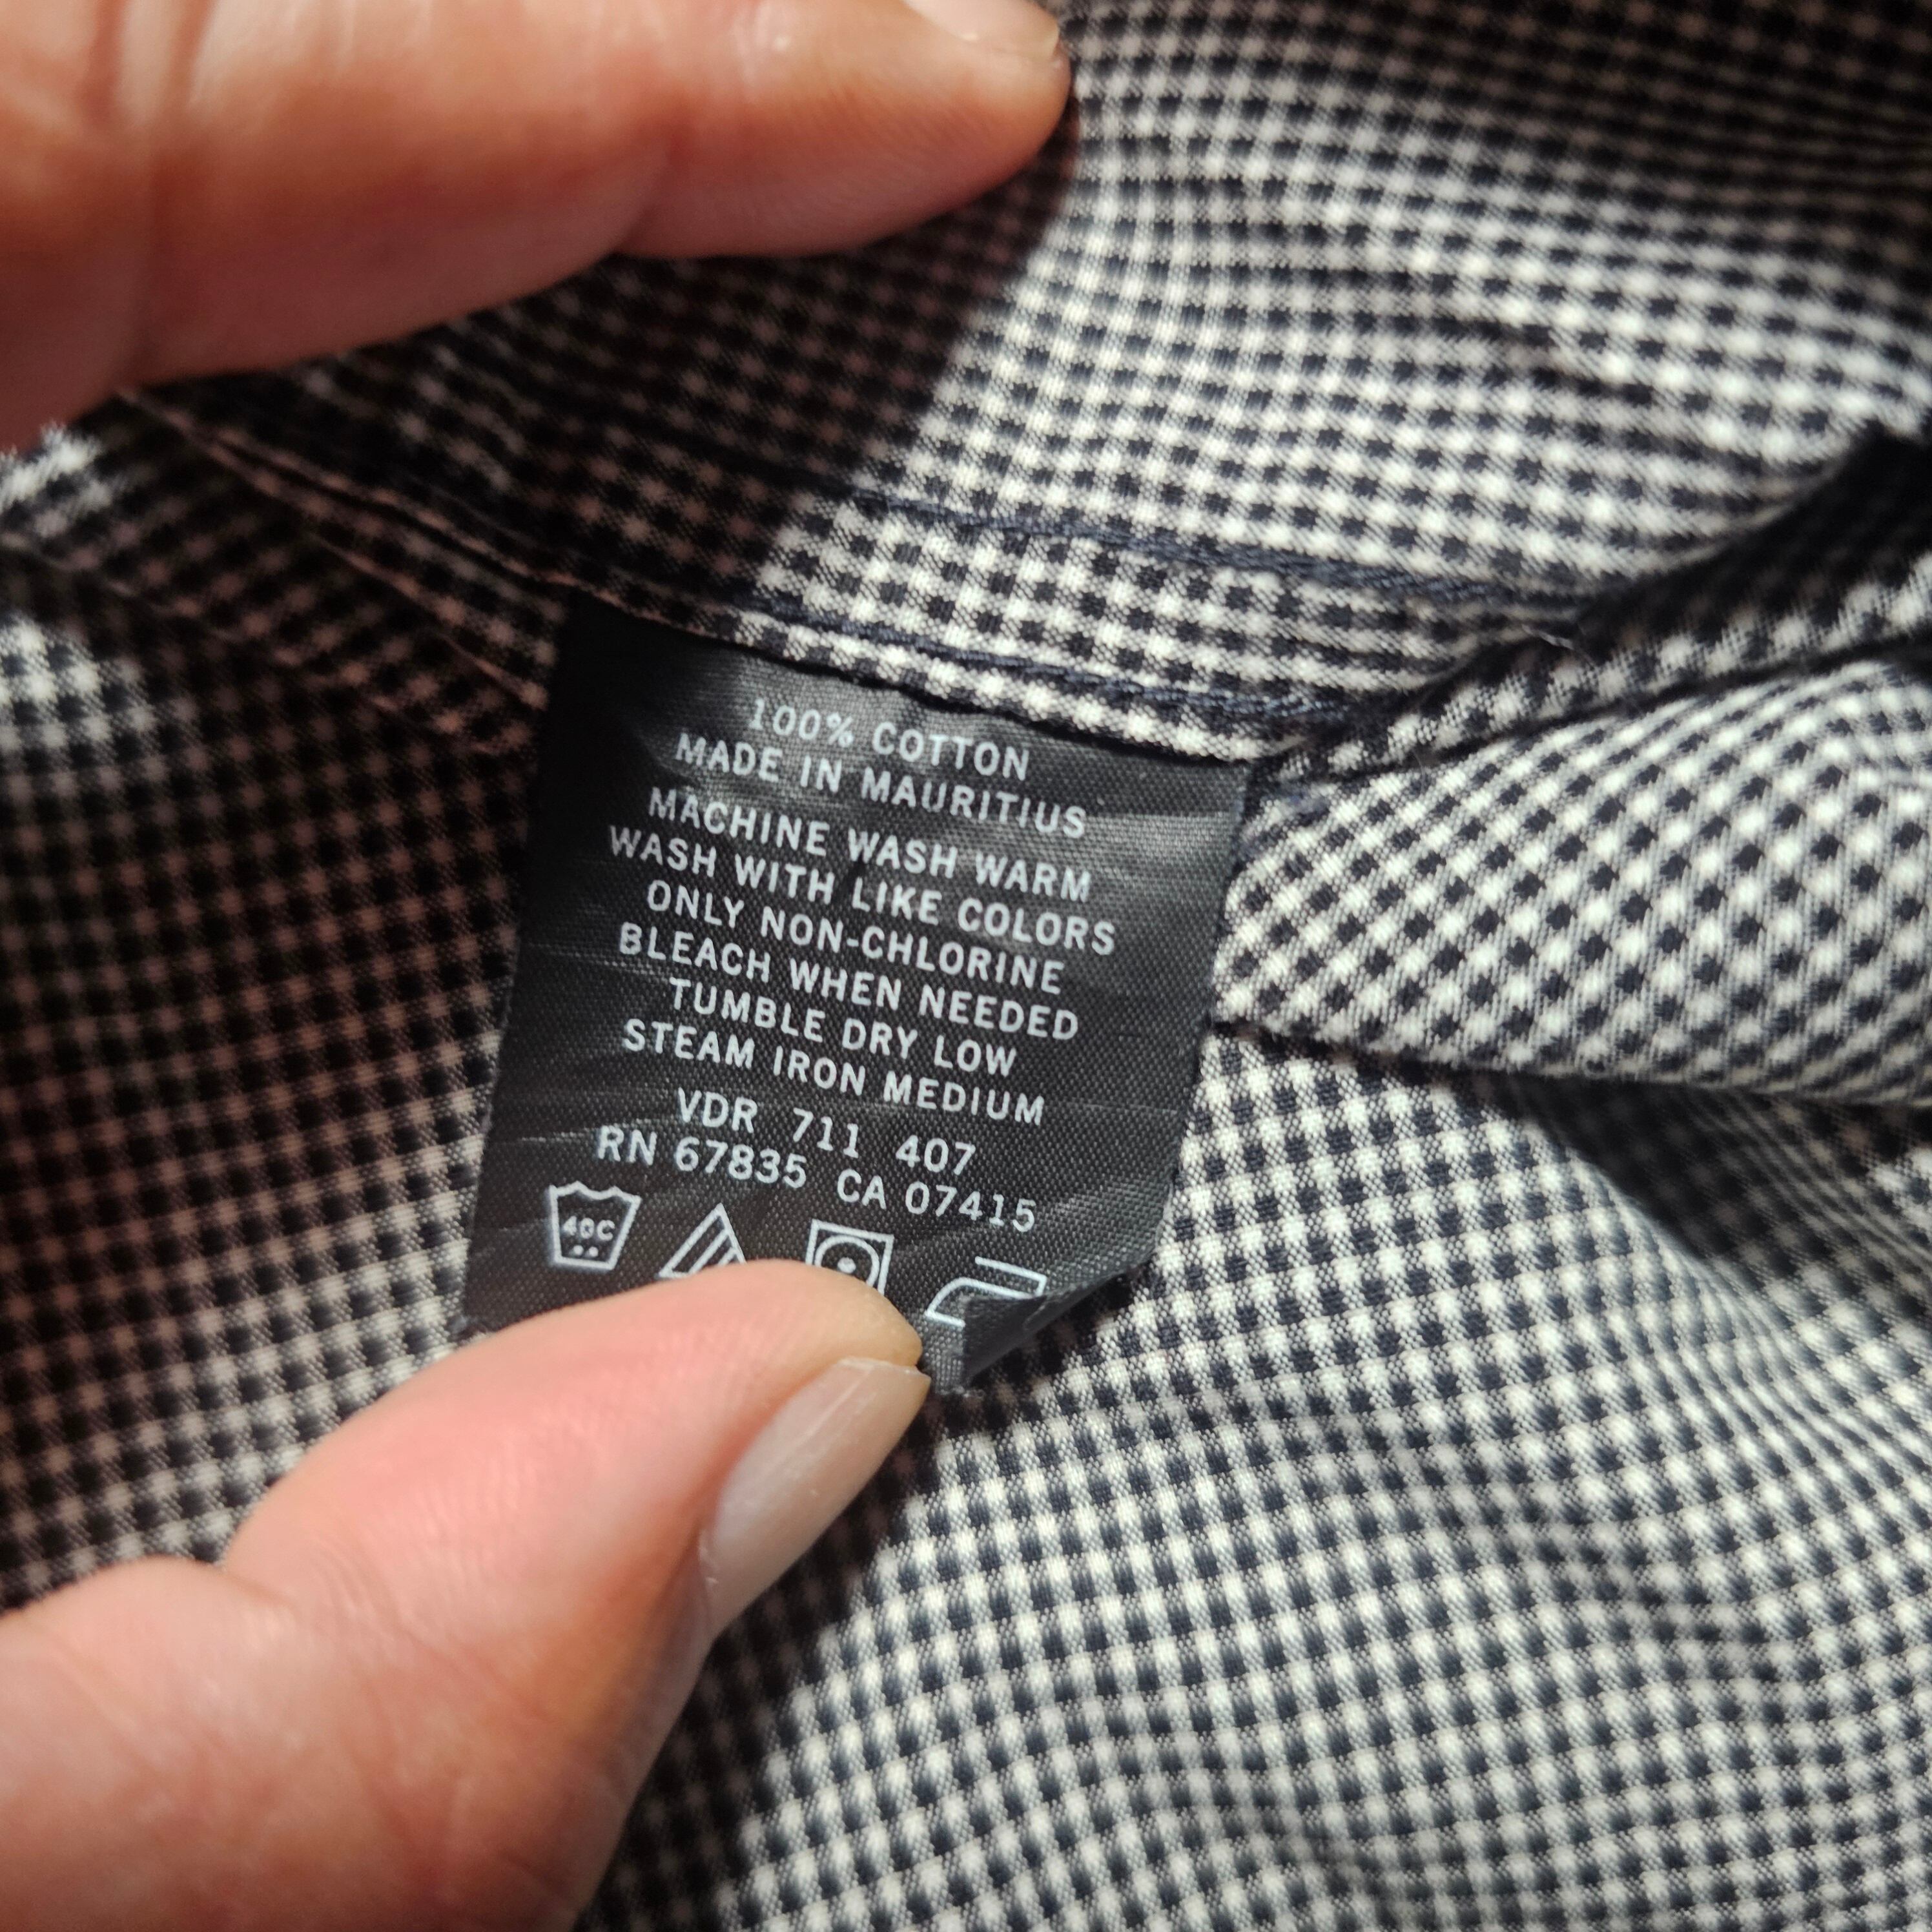 100% COTTON
MADE IN MAURITIUS
MACHINE WASH WARM
WASH WITH LIKE COLORS
ONLY NON-CHLORINE
BLEACH WHEN NEEDED
TUMBLE DRY LOW
STEAM IRON MEDIUM
VDR 711 407
RN 67835 CA 07415
40C